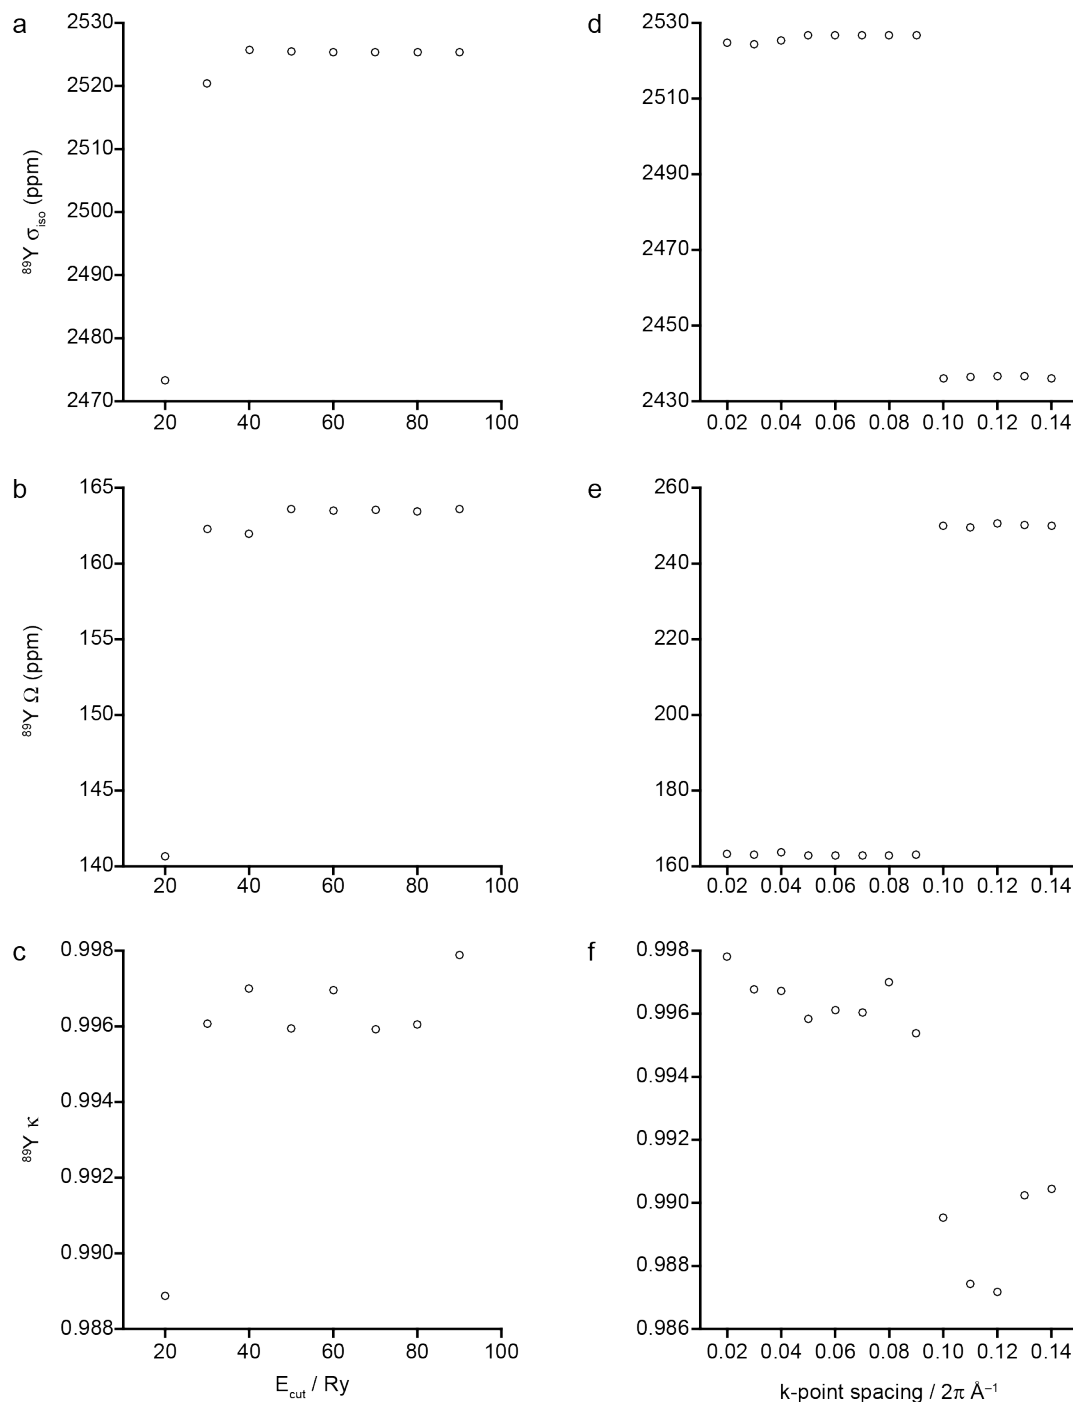 a
2530
2520
2510
2500
2490
2480
2470
⁸⁹Y σiso (ppm)
20 40 60 80 100
d
2530
2510
2490
2470
2450
2430
0.02 0.04 0.06 0.08 0.10 0.12 0.14
b
165
160
155
150
145
140
⁸⁹Y Ω (ppm)
20 40 60 80 100
e
260
240
220
200
180
160
0.02 0.04 0.06 0.08 0.10 0.12 0.14
c
0.998
0.996
0.994
0.992
0.990
0.988
⁸⁹Y κ
20 40 60 80 100
Ecut / Ry
f
0.998
0.996
0.994
0.992
0.990
0.988
0.986
0.02 0.04 0.06 0.08 0.10 0.12 0.14
k-point spacing / 2π Å⁻¹